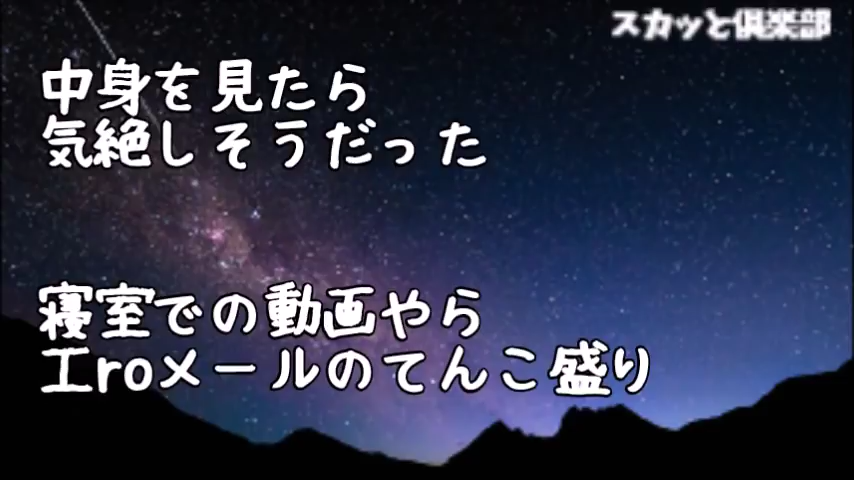 スカッと倶楽部
中身を見たら
気絶しそうだった
寝室での動画やら
エroメールのてんこ盛り